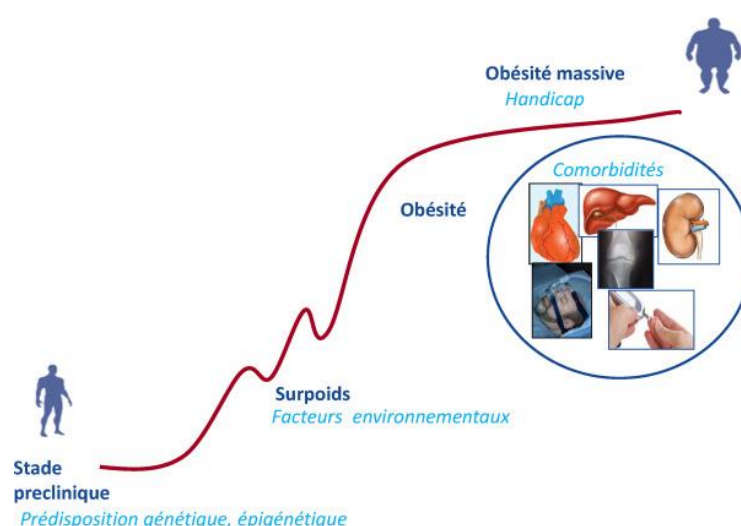 Obésité massive
Handicap
Comorbidités
Obésité
Surpoids
Facteurs environnementaux
Stade
preclinique
Prédisposition génétique, épigénétique